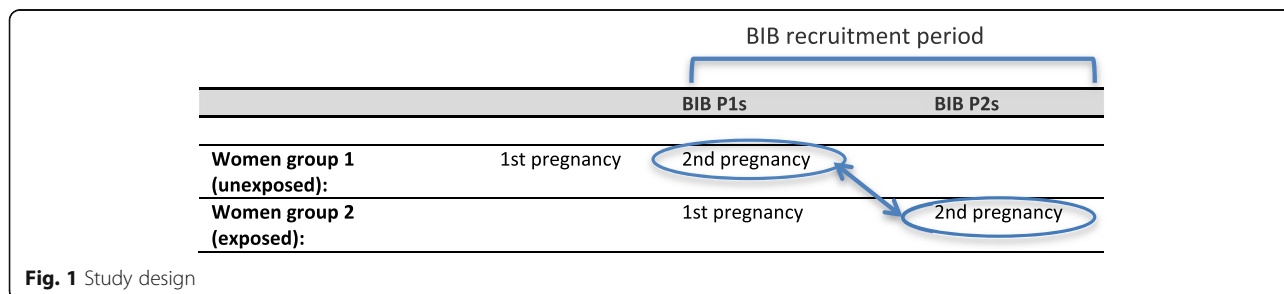 BIB recruitment period
BIB P1s BIB P2s
Women group 1 1st pregnancy 2nd pregnancy
(unexposed):
Women group 2 1st pregnancy 2nd pregnancy
(exposed):
Fig. 1 Study design